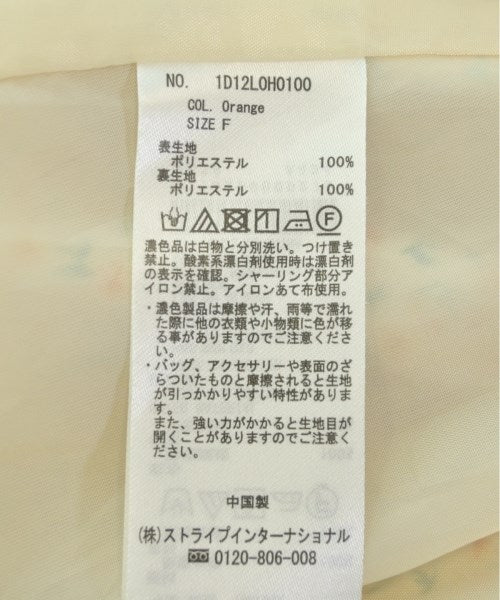 NO. 1D12L0H0100
COL. Orange
SIZE F
表生地
ポリエステル 100%
裏生地
ポリエステル 100%
濃色品は白物と分別洗い。つけ置き
禁止。酸素系漂白剤使用時は漂白剤
の表示を確認。シャーリング部分ア
イロン禁止。アイロンあて布使用。
・濃色製品は摩擦や汗、雨等で濡れ
た際に他の衣類や小物類に色が移
る事がありますのでご注意くださ
い。
・バッグ、アクセサリーや表面のざ
らついたものと摩擦されると生地
が引っかかりやすい特性がありま
す。
また、強い力がかかると生地目が
開くことがありますのでご注意く
ださい。
中国製
(株)ストライプインターナショナル
0120-806-008